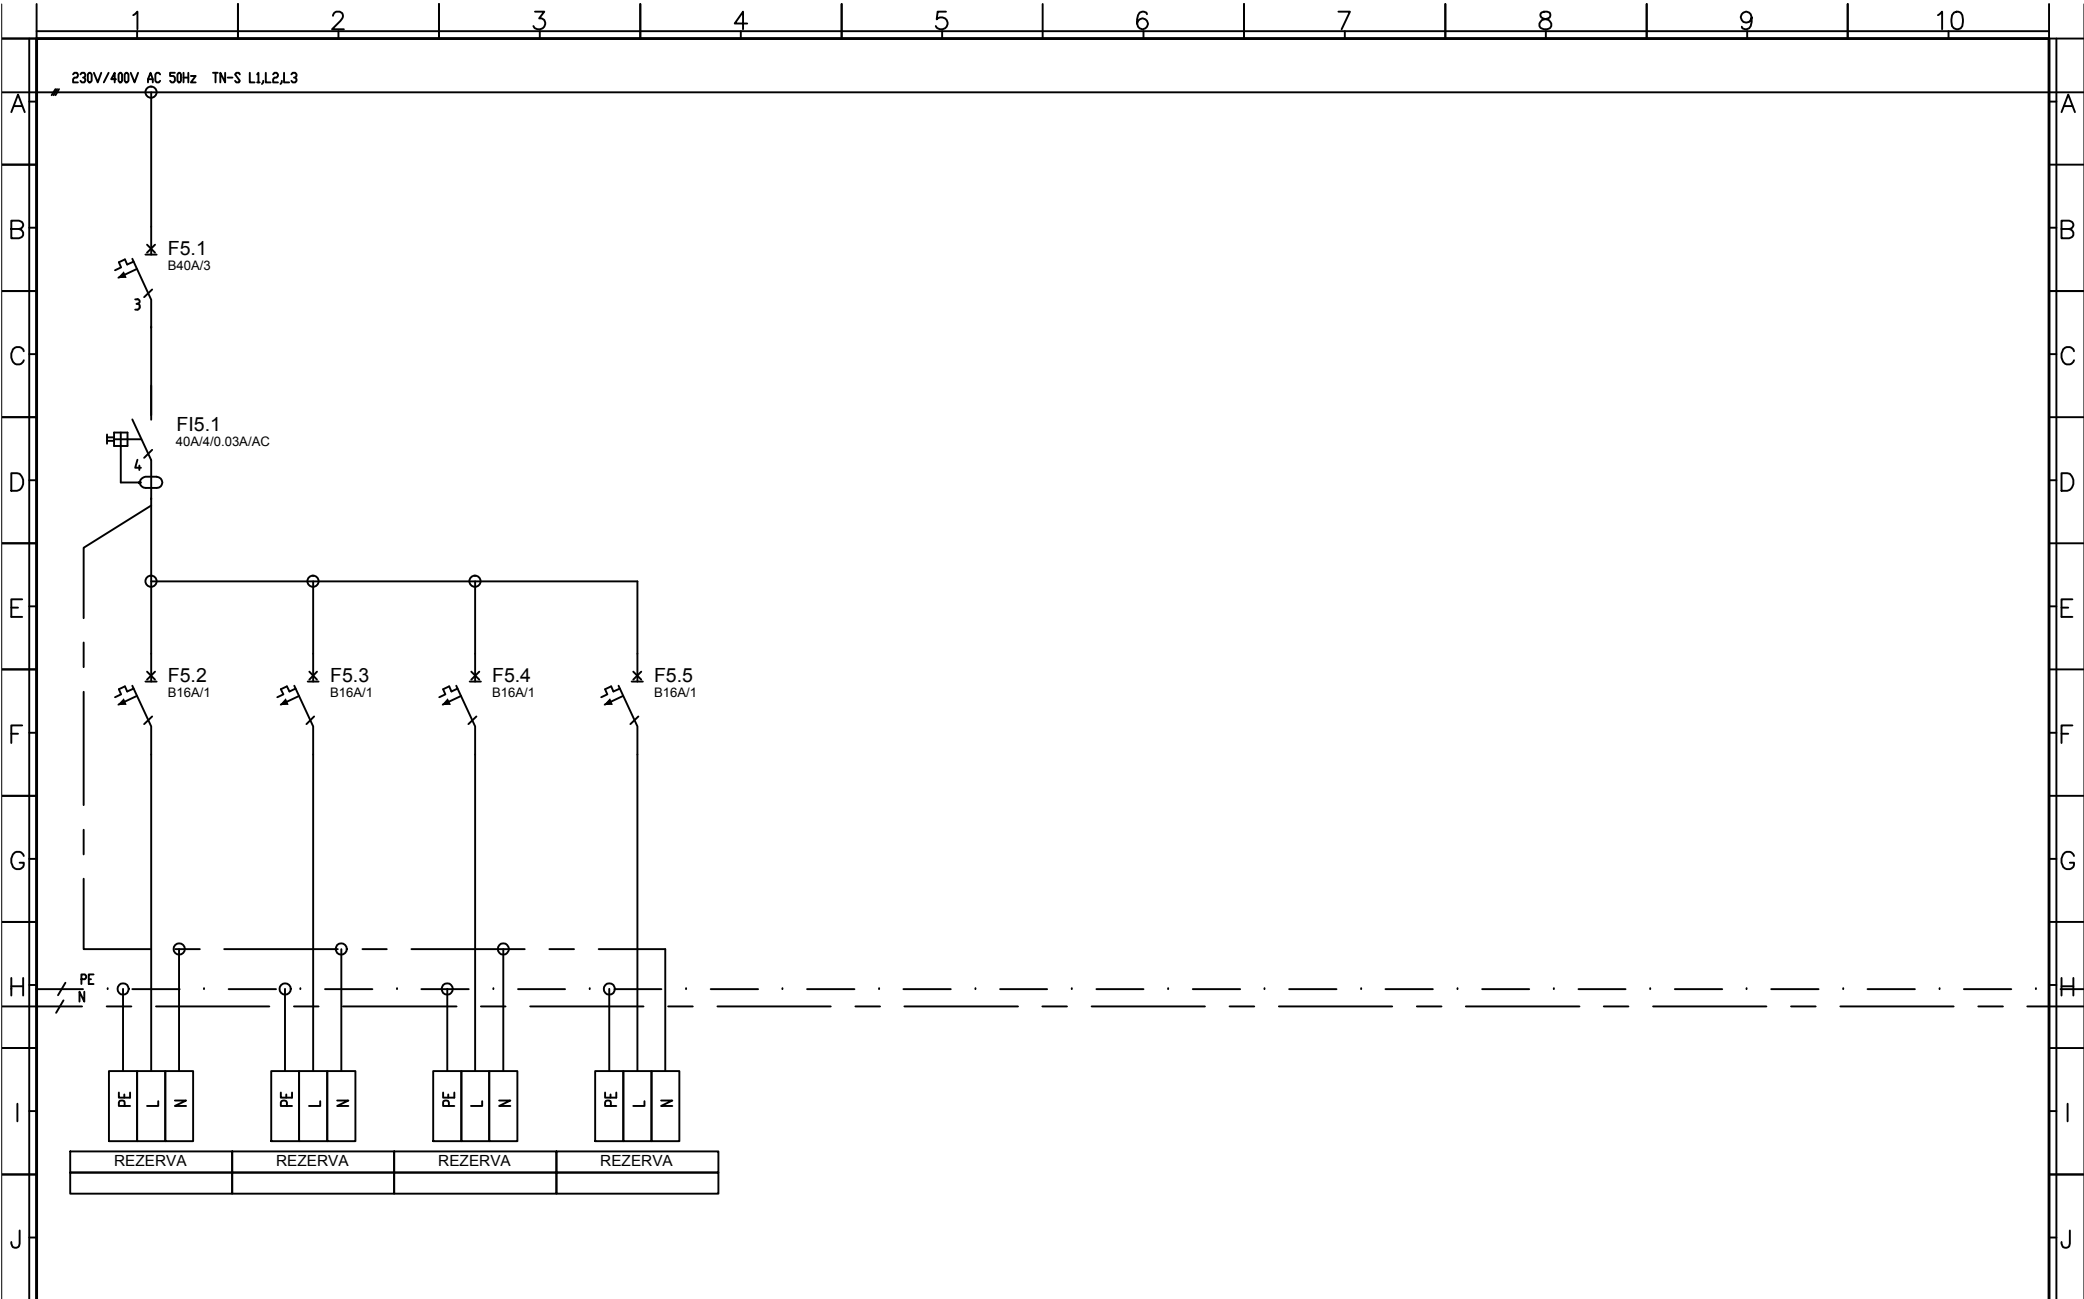 1 2 3 4 5 6 7 8 9 10
230V/400V AC 50Hz TN-S L1,L2,L3
A A
B B
F5.1
B40A/3
3
C C
FI5.1
40A/4/0.03A/AC
4
D D
E E
F5.2 F5.3 F5.4 F5.5
B16A/1 B16A/1 B16A/1 B16A/1
F F
G G
PE
H H
N
PE L N PE L N PE L N PE L N
I I
REZERVA REZERVA REZERVA REZERVA
J J